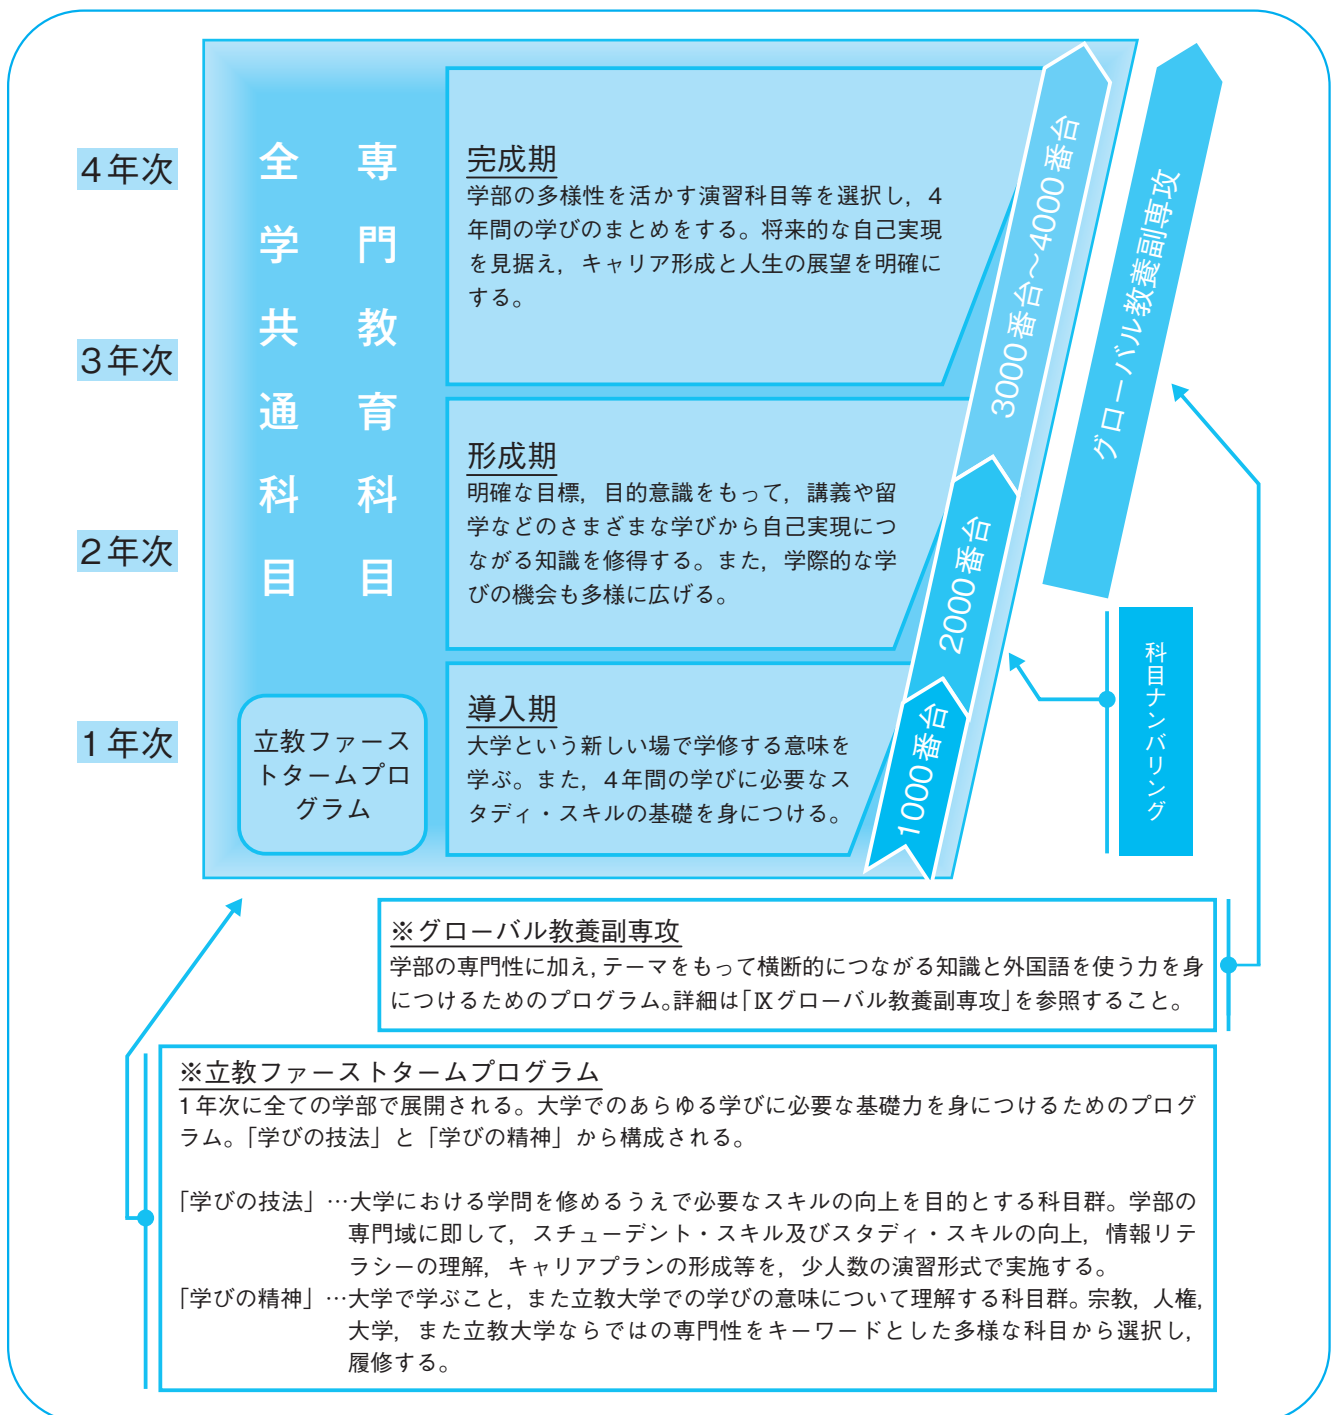 4年次
3年次
2年次
1年次
全学共通科目
専門教育科目
立教ファース
トタームプロ
グラム
完成期
学部の多様性を活かす演習科目等を選択し，4
年間の学びのまとめをする。将来的な自己実現
を見据え，キャリア形成と人生の展望を明確に
する。
形成期
明確な目標，目的意識をもって，講義や留
学などのさまざまな学びから自己実現につ
ながる知識を修得する。また，学際的な学
びの機会も多様に広げる。
導入期
大学という新しい場で学修する意味を
学ぶ。また，4年間の学びに必要なス
タディ・スキルの基礎を身につける。
3000番台～4000番台
2000番台
1000番台
グローバル教養副専攻
科目ナンバリング
※グローバル教養副専攻
学部の専門性に加え，テーマをもって横断的につながる知識と外国語を使う力を身
につけるためのプログラム。詳細は「Ⅸグローバル教養副専攻」を参照すること。
※立教ファーストタームプログラム
1年次に全ての学部で展開される。大学でのあらゆる学びに必要な基礎力を身につけるためのプログ
ラム。「学びの技法」と「学びの精神」から構成される。
「学びの技法」…大学における学問を修めるうえで必要なスキルの向上を目的とする科目群。学部の
専門域に即して，スチューデント・スキル及びスタディ・スキルの向上，情報リテ
ラシーの理解，キャリアプランの形成等を，少人数の演習形式で実施する。
「学びの精神」…大学で学ぶこと，また立教大学での学びの意味について理解する科目群。宗教，人権，
大学，また立教大学ならではの専門性をキーワードとした多様な科目から選択し，
履修する。